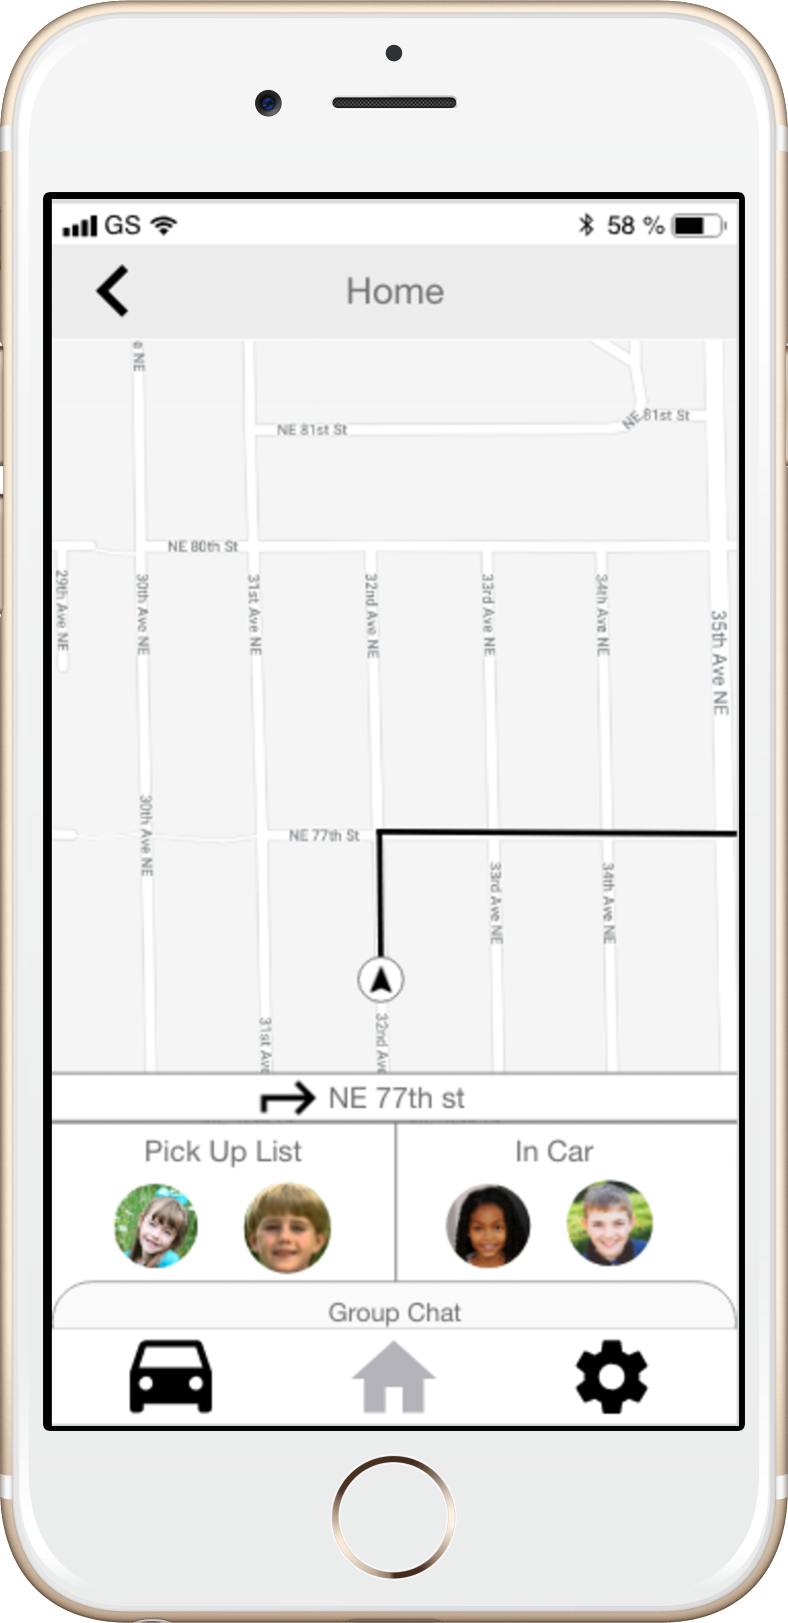 GS 58 %
Home
e NE
NE 81st St
NE 81st St
NE 80th St
29th Ave NE
30th Ave NE
31st Ave NE
32nd Ave NE
33rd Ave NE
34th Ave NE
35th Ave NE
30th Ave NE
NE 77th St
33rd Ave NE
34th Ave NE
31st Ave
32nd Ave
NE 77th st
Pick Up List
In Car
Group Chat